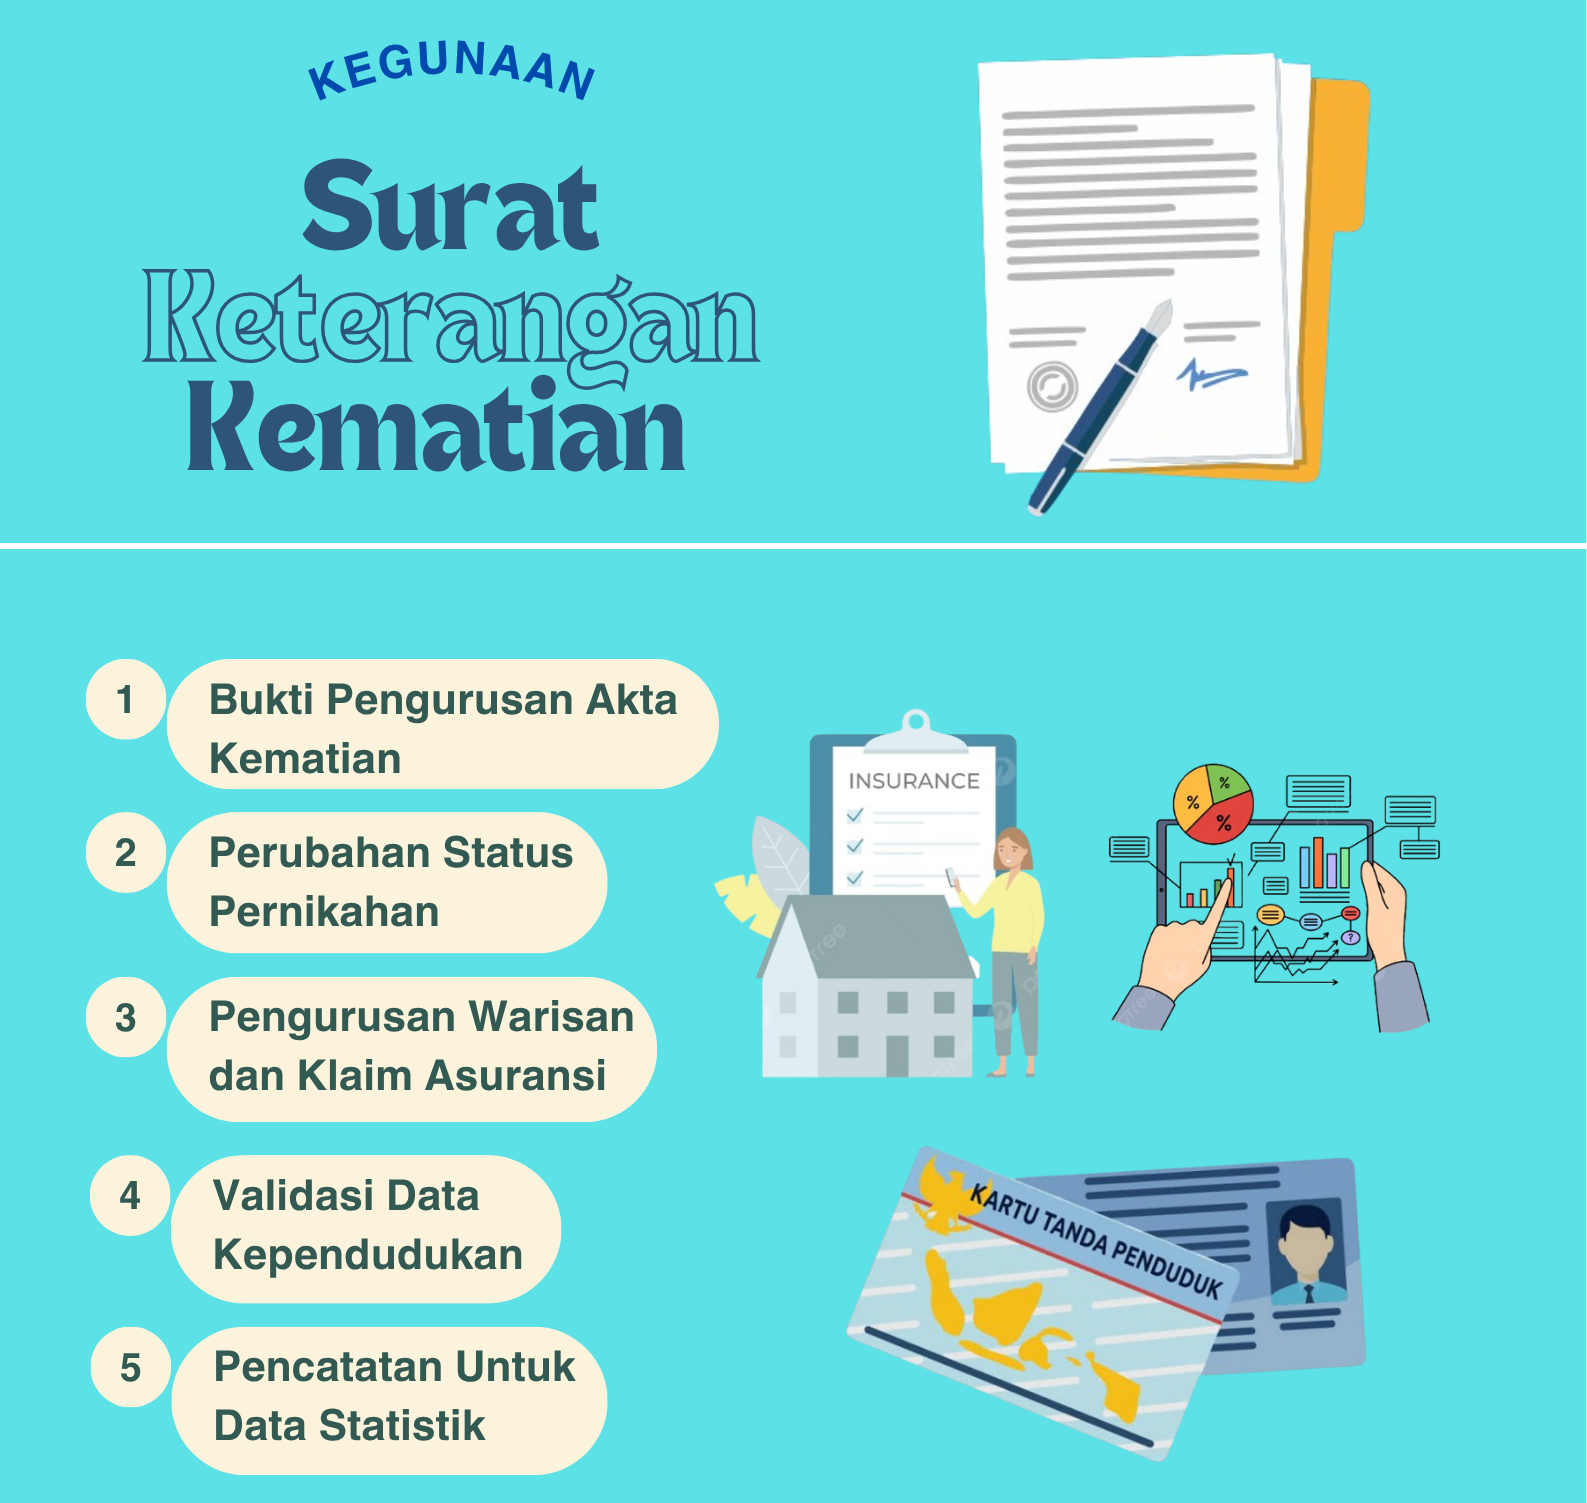 KEGUNAAN
Surat
Keterangan
Kematian
1
Bukti Pengurusan Akta
Kematian
2
Perubahan Status
Pernikahan
3
Pengurusan Warisan
dan Klaim Asuransi
4
Validasi Data
Kependudukan
5
Pencatatan Untuk
Data Statistik
INSURANCE
%
%
%
?
KARTU TANDA PENDUDUK